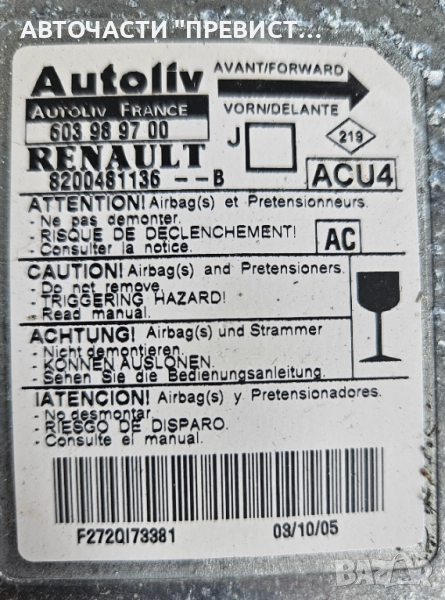 АВТОЧАСТИ "ПРЕВИСТ...
Autoliv
AUTOLIV FRANCE
603 98 97 00
RENAULT
8200481136 --B
AVANT/FORWARD
VORN/DELANTE
J
219
ACU4
ATTENTION! Airbag(s) et Pretensionneurs.
- Ne pas demonter.
- RISQUE DE DECLENCHEMENT!
- Consulter la notice.
AC
CAUTION! Airbag(s) and Pretensioners.
- Do not remove.
- TRIGGERING HAZARD!
- Read manual.
ACHTUNG! Airbag(s) und Strammer
- Nicht demontieren.
- KONNEN AUSLONEN.
- Sehen Sie die Bedienungsanleitung.
IATENCION! Airbag(s) y Pretensionadores.
- No desmontar.
- RIESGO DE DISPARO.
- Consulte el manual.
F272QI73381
03/10/05
bazar